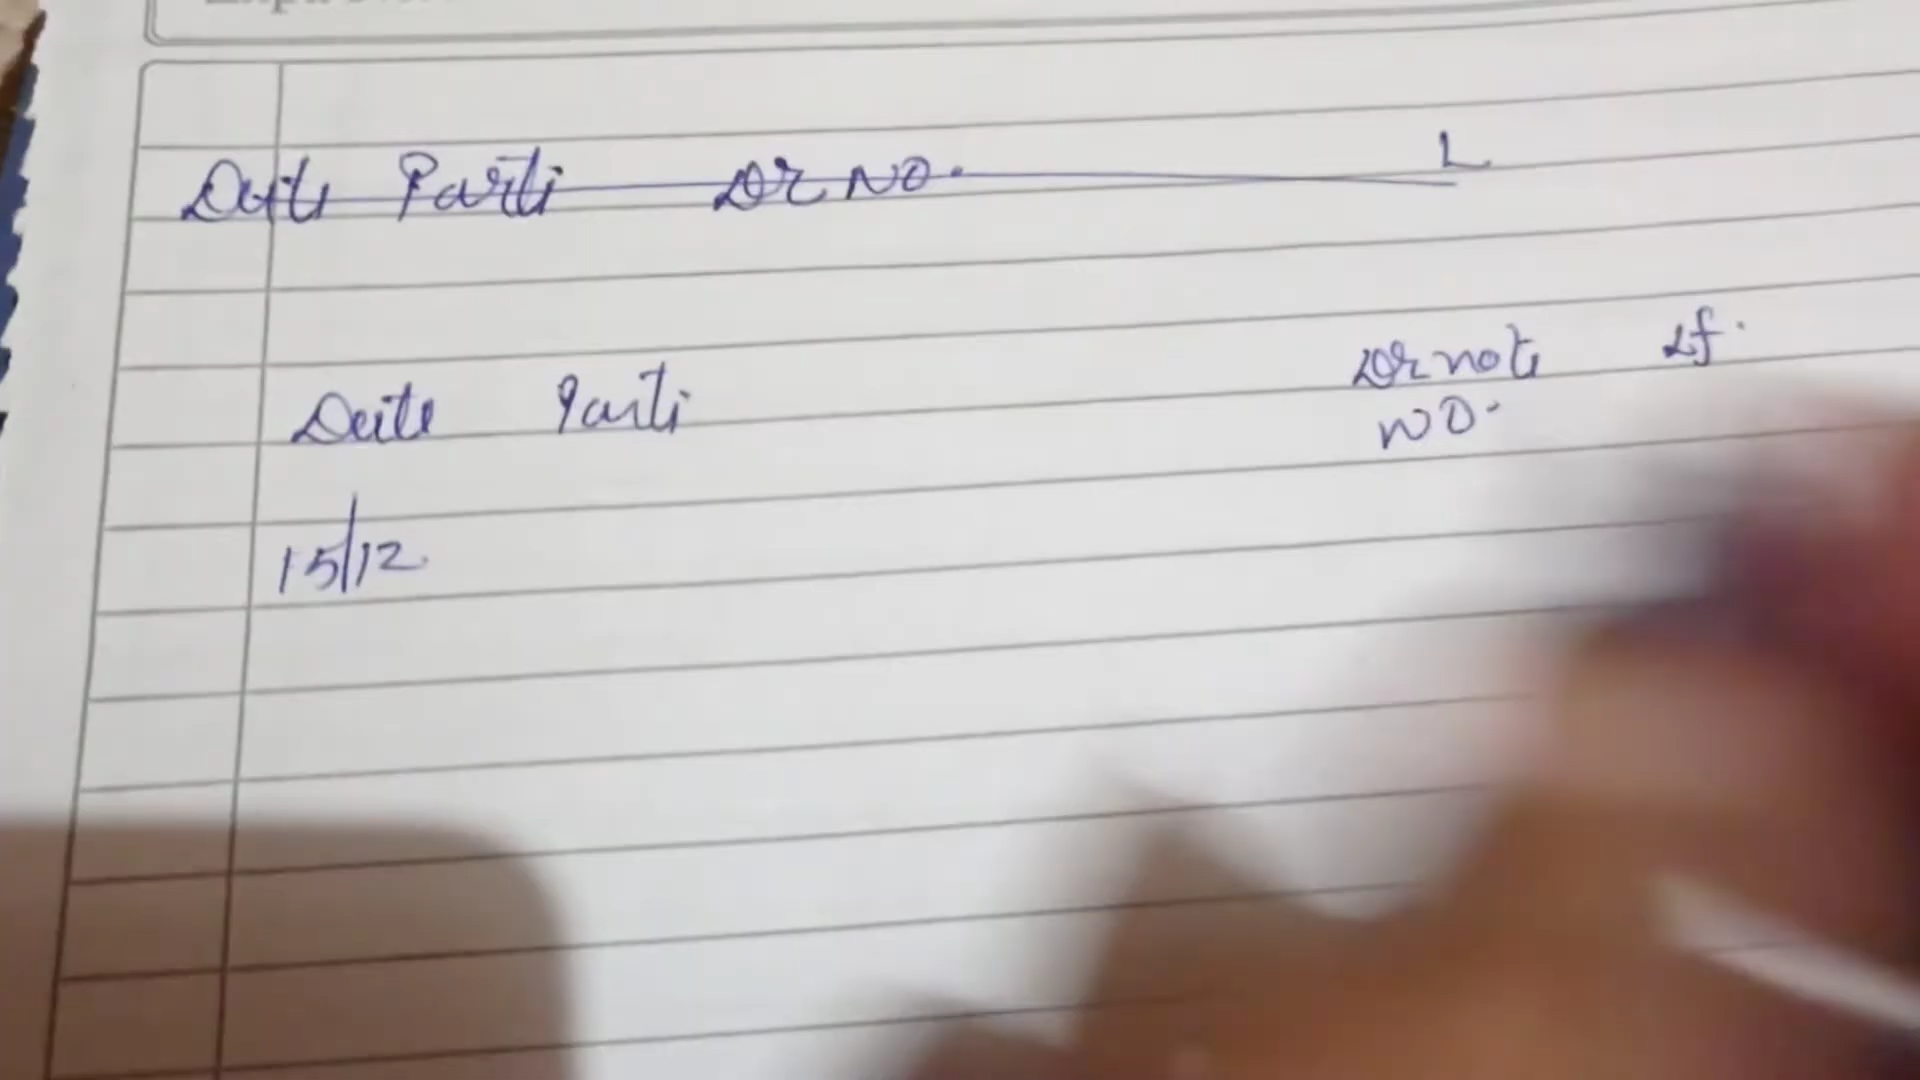 Date Parti Dr No. L
Date Parti Dr note Lf.
NO.
15/12